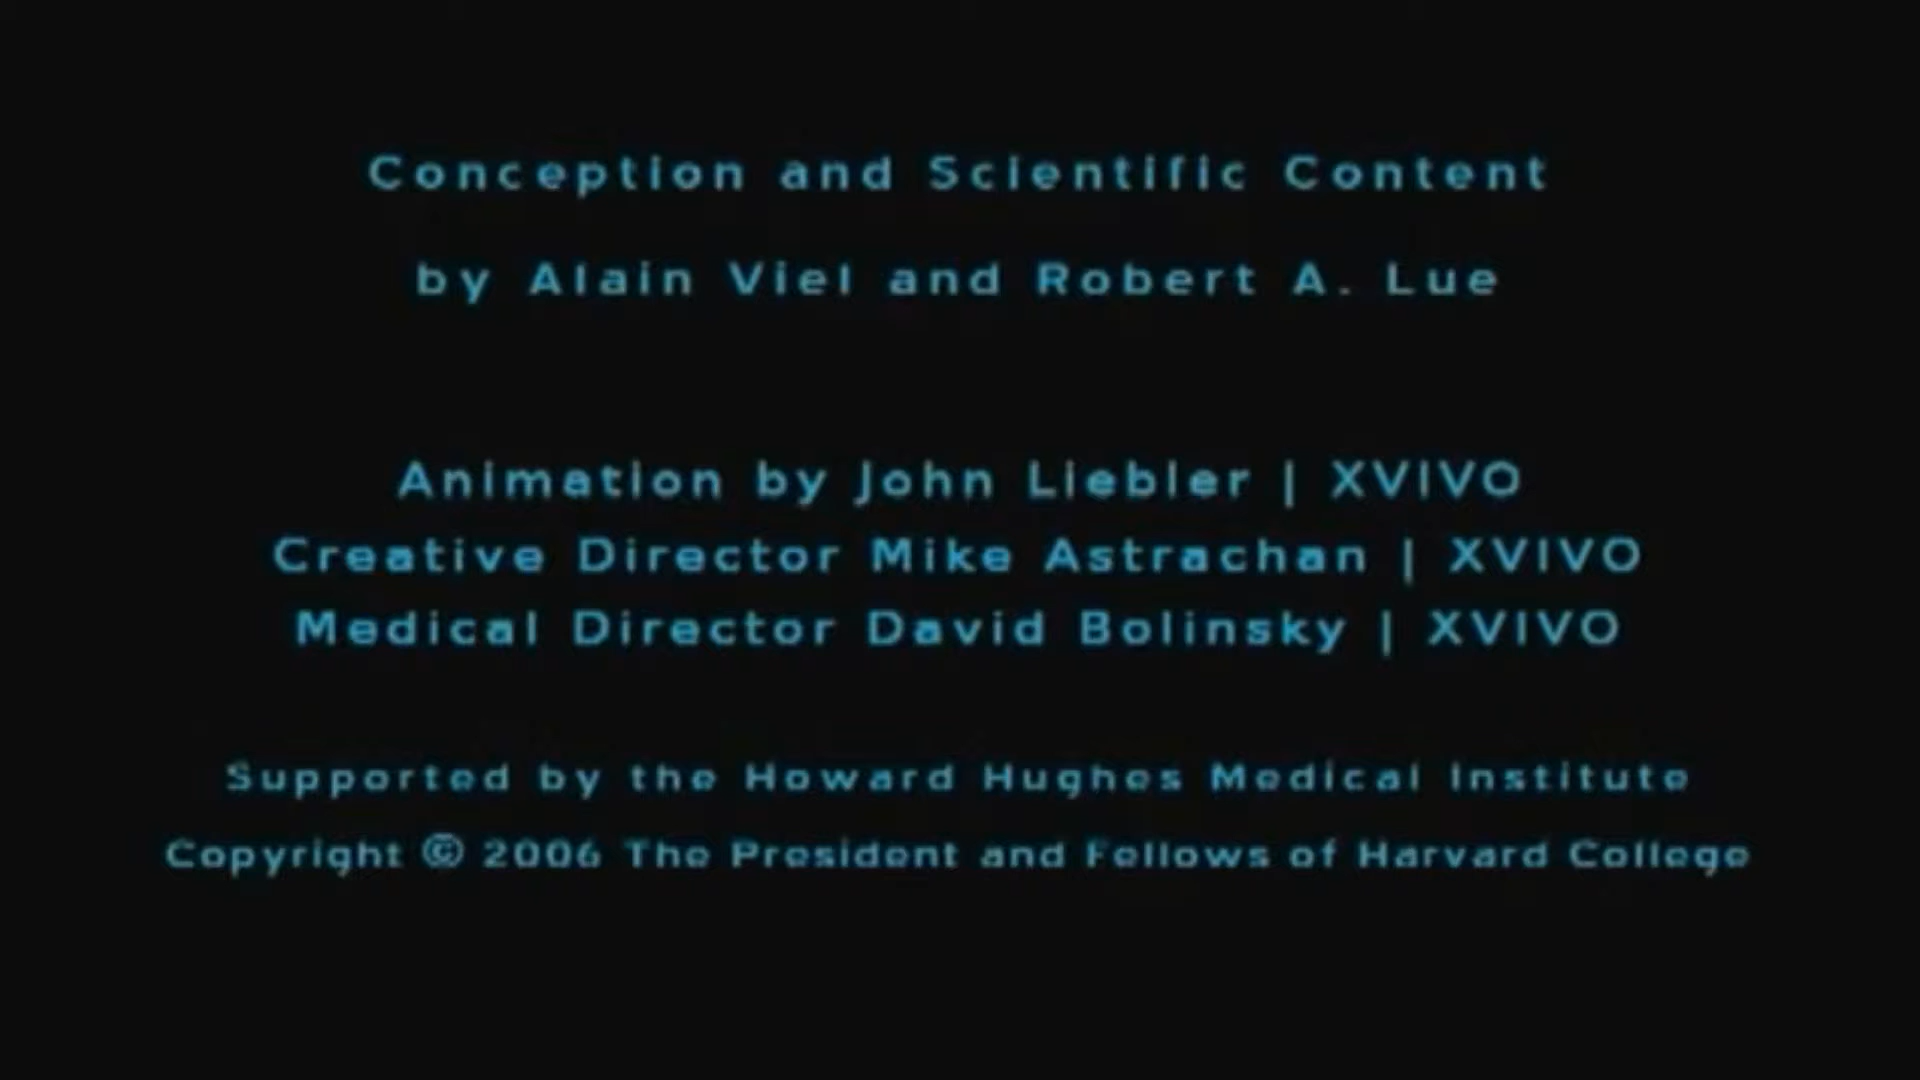 Conception and Scientific Content
by Alain Viel and Robert A. Lue
Animation by John Liebler | XVIVO
Creative Director Mike Astrachan | XVIVO
Medical Director David Bolinsky | XVIVO
Supported by the Howard Hughes Medical Institute
Copyright © 2006 The President and Fellows of Harvard College